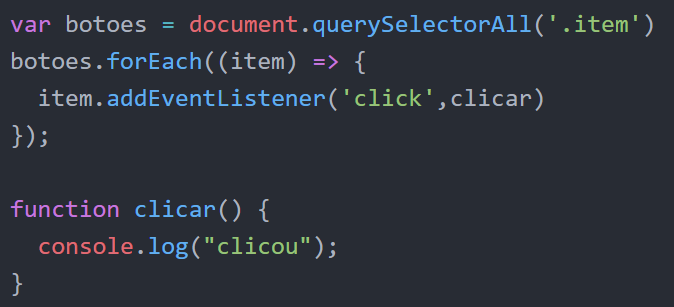 var botoes = document.querySelectorAll('.item')
botoes.forEach((item) => {
  item.addEventListener('click',clicar)
});

function clicar() {
  console.log("clicou");
}